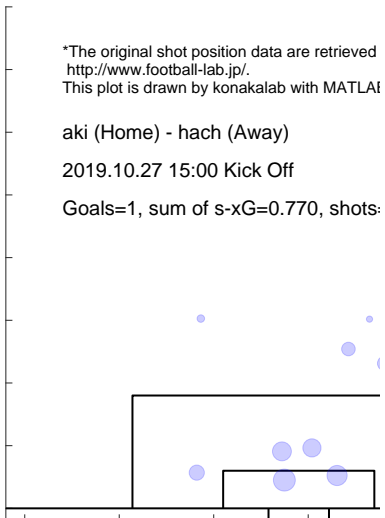 *The original shot position data are retrieved
http://www.football-lab.jp/.
This plot is drawn by konakalab with MATLAB
aki (Home) - hach (Away)
2019.10.27 15:00 Kick Off
Goals=1, sum of s-xG=0.770, shots=